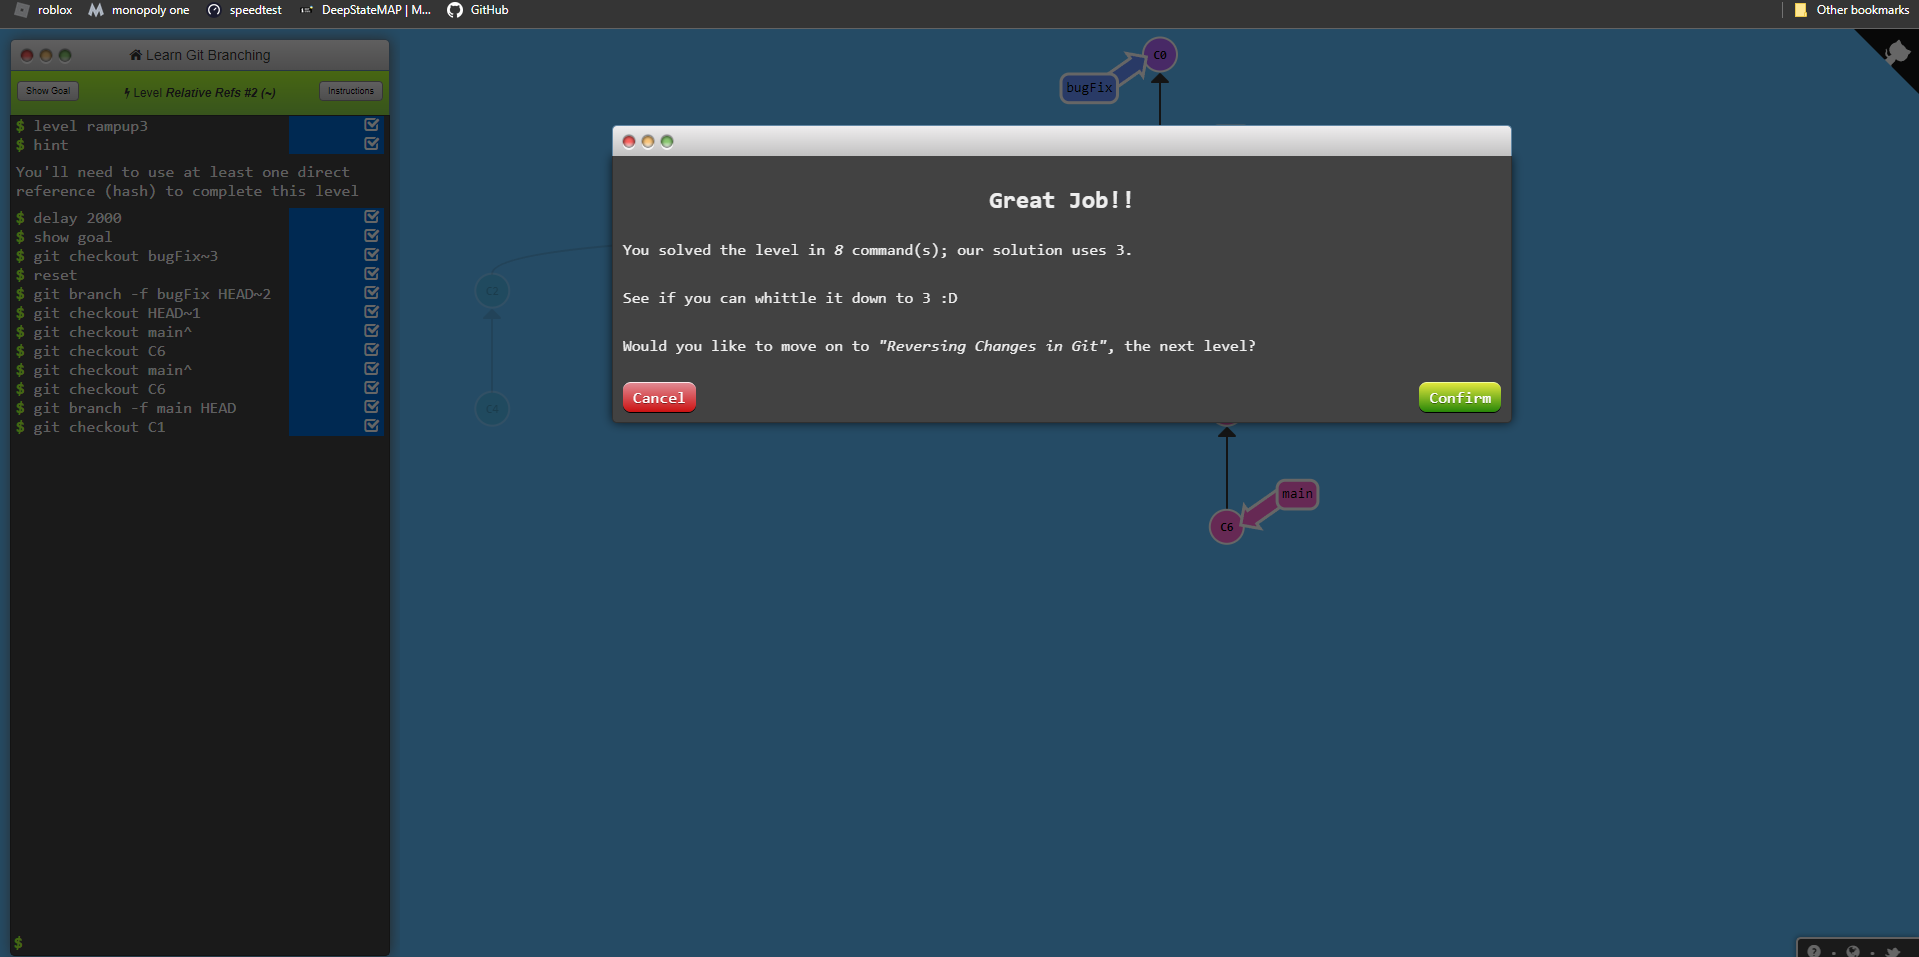 roblox
monopoly one
speedtest
DeepStateMAP | M...
GitHub
Other bookmarks
Learn Git Branching
Show Goal
Level Relative Refs #2 (~)
Instructions
$ level rampup3
$ hint
You'll need to use at least one direct
reference (hash) to complete this level
$ delay 2000
$ show goal
$ git checkout bugFix~3
$ reset
$ git branch -f bugFix HEAD~2
$ git checkout HEAD~1
$ git checkout main^
$ git checkout C6
$ git checkout main^
$ git checkout C6
$ git branch -f main HEAD
$ git checkout C1
$
C0
bugFix
Great Job!!
You solved the level in 8 command(s); our solution uses 3.
See if you can whittle it down to 3 :D
Would you like to move on to "Reversing Changes in Git", the next level?
Cancel
Confirm
C2
C4
main
C6